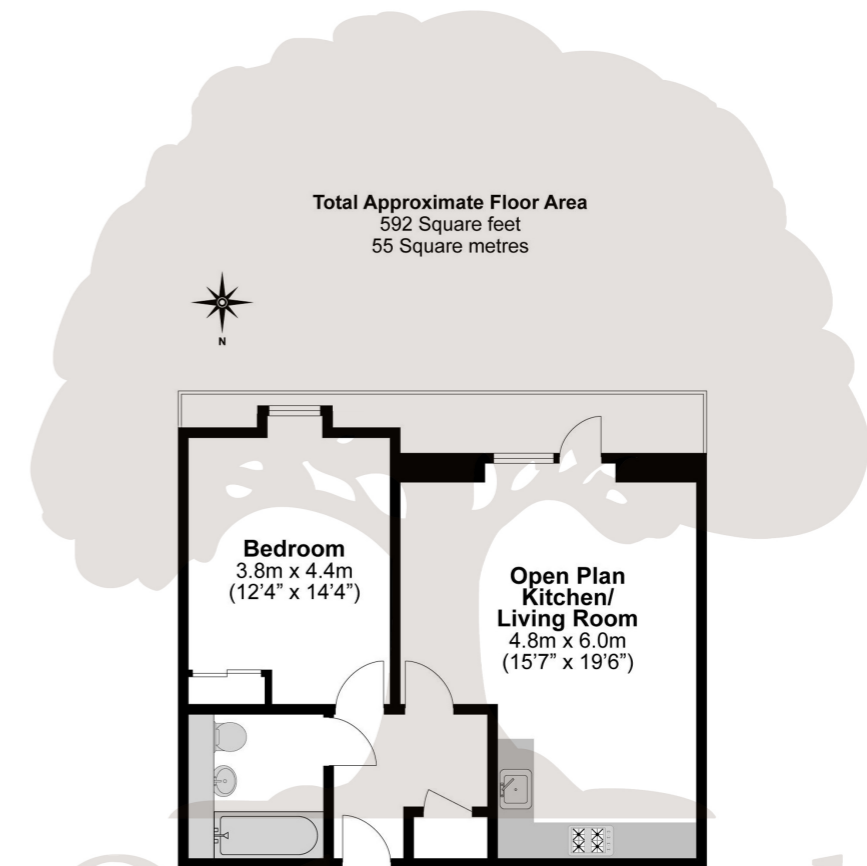 Total Approximate Floor Area
592 Square feet
55 Square metres
N
Bedroom
3.8m x 4.4m
(12’4” x 14’4”)
Open Plan
Kitchen/
Living Room
4.8m x 6.0m
(15’7” x 19’6”)